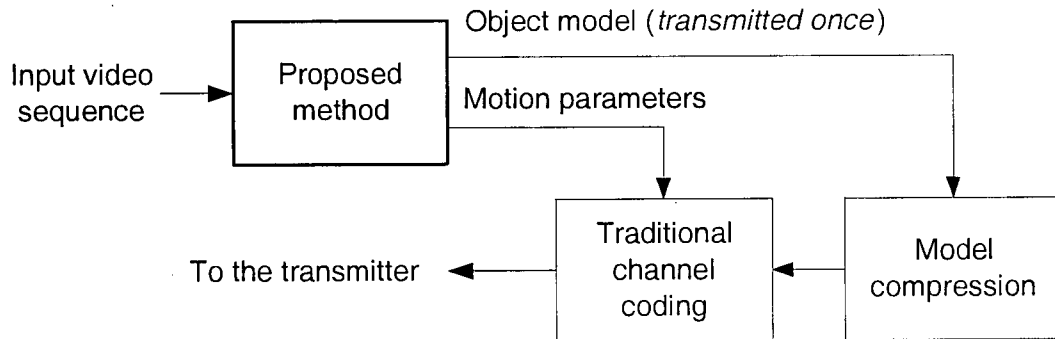 Object model (transmitted once)
Input video
sequence
Proposed
method
Motion parameters
Traditional
channel
coding
Model
compression
To the transmitter